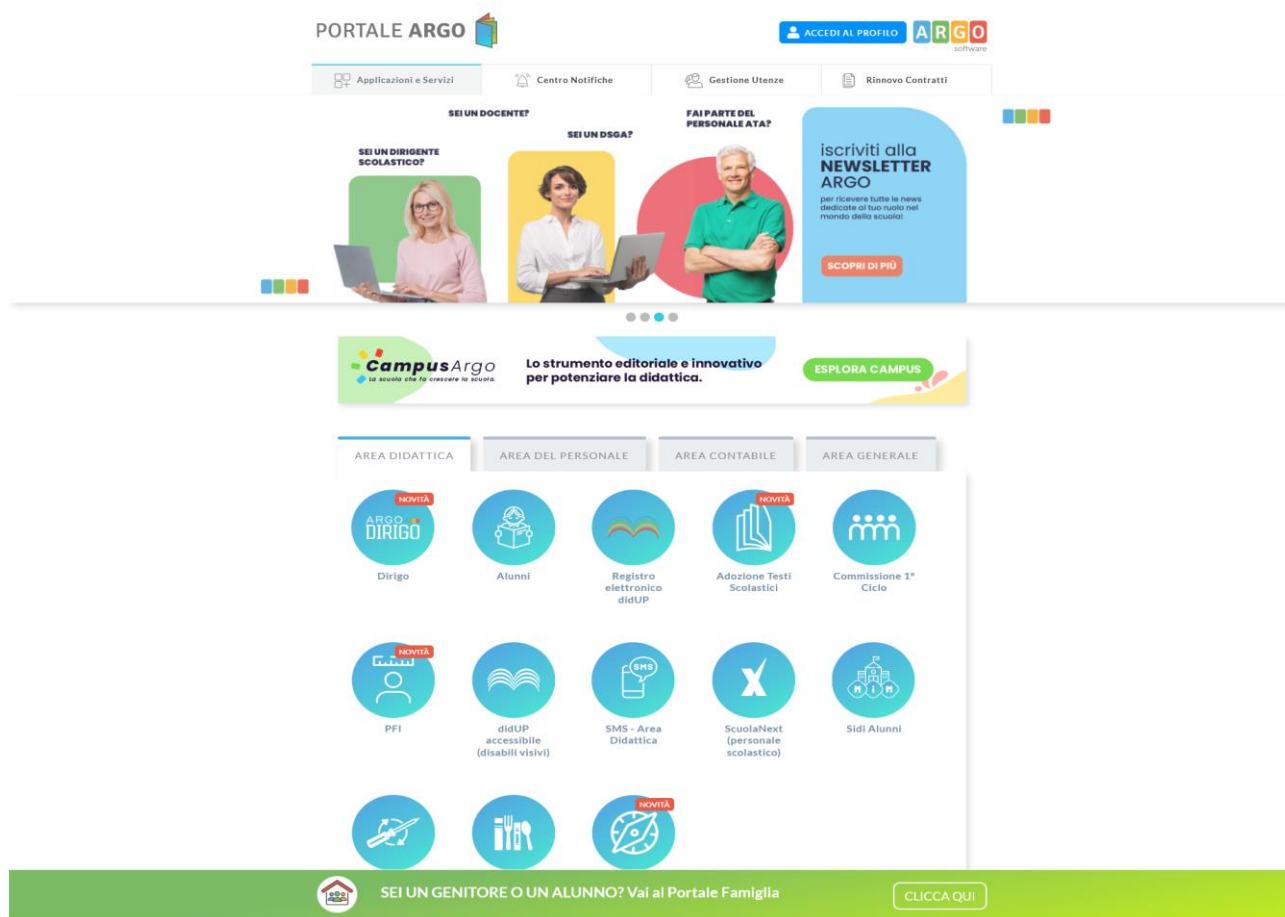 PORTALE ARGO
ACCEDI AL PROFILO
ARGO
software
Applicazioni e Servizi
Centro Notifiche
Gestione Utenze
Rinnovo Contratti
SEI UN DOCENTE?
FAI PARTE DEL
PERSONALE ATA?
SEI UN DSGA?
SEI UN DIRIGENTE
SCOLASTICO?
iscriviti alla
NEWSLETTER
ARGO
per ricevere tutte le news
dedicate al tuo ruolo nel
mondo della scuola!
SCOPRI DI PIÙ
CampusArgo
La scuola che fa crescere la scuola.
Lo strumento editoriale e innovativo
per potenziare la didattica.
ESPLORA CAMPUS
AREA DIDATTICA
AREA DEL PERSONALE
AREA CONTABILE
AREA GENERALE
NOVITÀ
ARGO
DIRIGO
Dirigo
Alunni
Registro
elettronico
didUP
NOVITÀ
Adozione Testi
Scolastici
Commissione 1°
Ciclo
NOVITÀ
PFI
didUP
accessibile
(disabili visivi)
SMS
SMS - Area
Didattica
ScuolaNext
(personale
scolastico)
M I M
Sidi Alunni
NOVITÀ
SEI UN GENITORE O UN ALUNNO? Vai al Portale Famiglia
CLICCA QUI